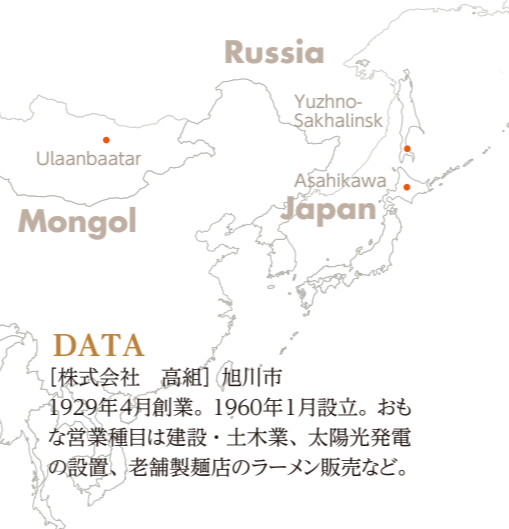 Russia
Yuzhno-
Sakhalinsk
Ulaanbaatar
Asahikawa
Mongol
Japan
DATA
［株式会社　高組］旭川市
1929年4月創業。1960年1月設立。おも
な営業種目は建設・土木業、太陽光発電
の設置、老舗製麺店のラーメン販売など。